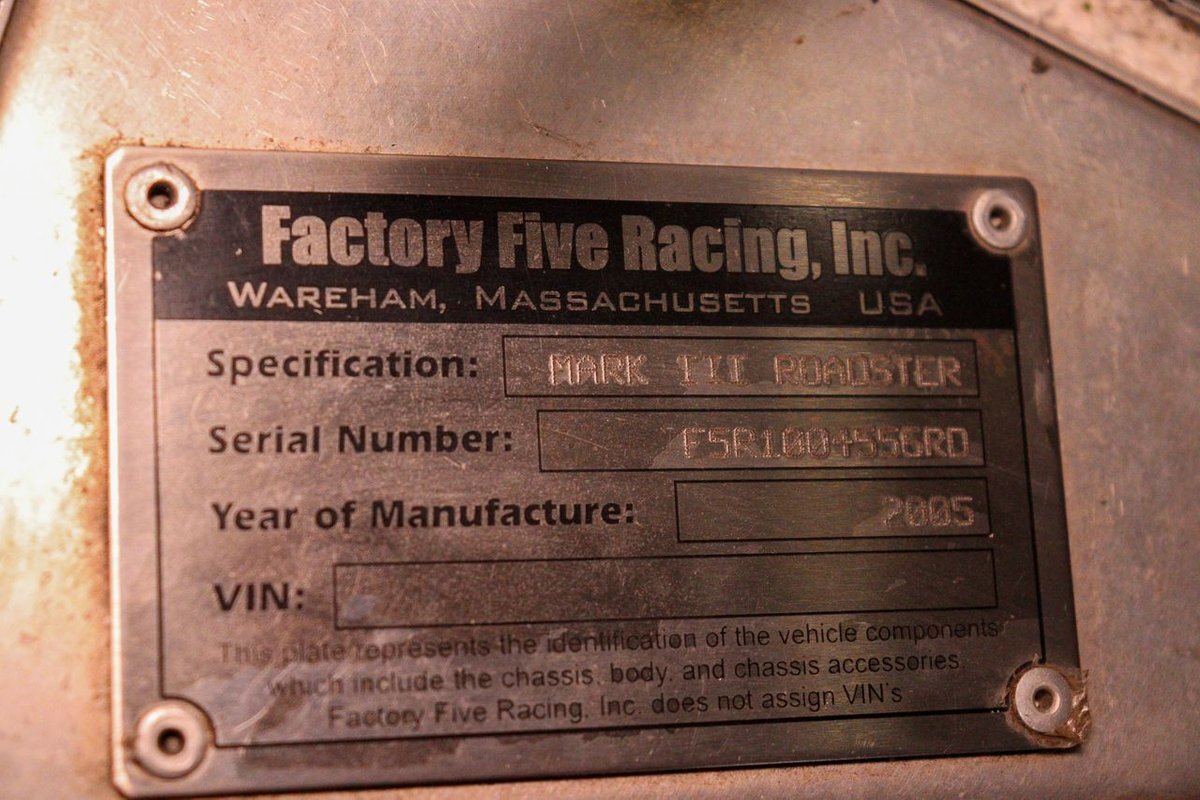 Factory Five Racing, Inc.
WAREHAM, MASSACHUSETTS USA
Specification: MARK III ROADSTER
Serial Number: F5R1004556RD
Year of Manufacture: 2005
VIN:
This plate represents the identification of the vehicle components
which include the chassis, body, and chassis accessories.
Factory Five Racing, Inc. does not assign VIN's